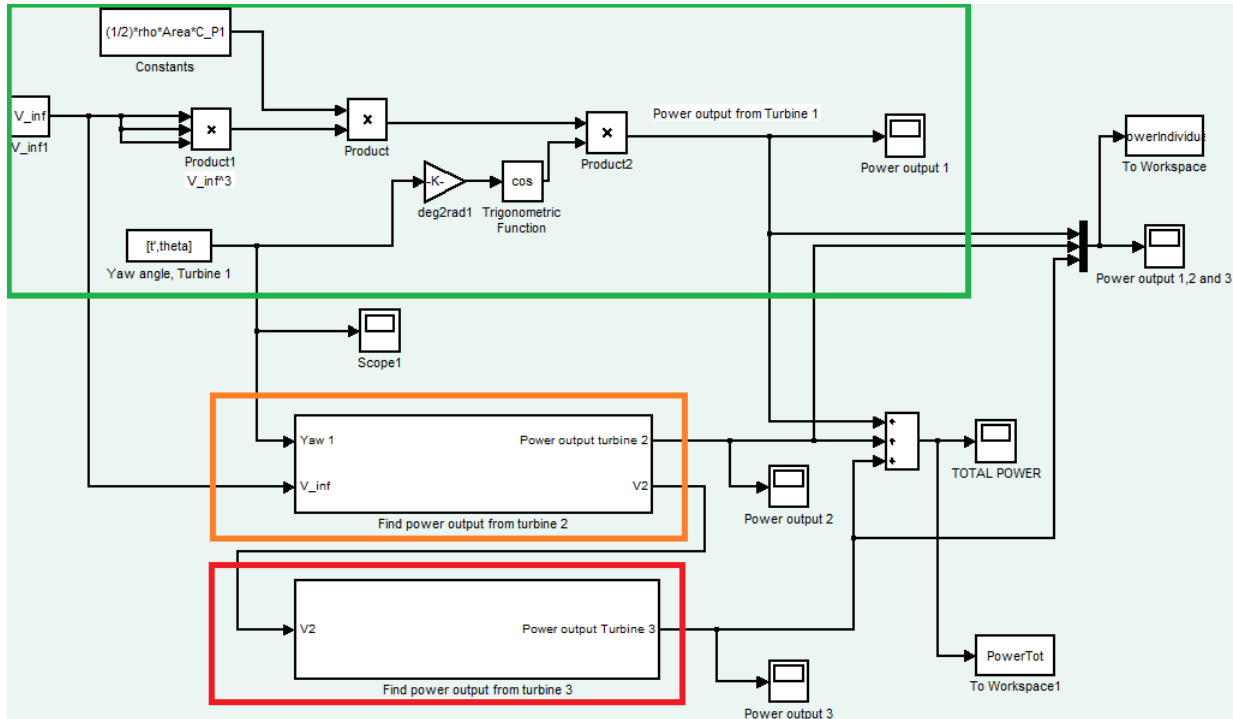 (1/2)*rho*Area*C_P1
Constants
V_inf
V_inf1
×
Product1
V_inf^3
×
Product
×
Product2
Power output from Turbine 1
Power output 1
-K-
deg2rad1
cos
Trigonometric
Function
[t',theta]
Yaw angle, Turbine 1
owerIndividua
To Workspace
Power output 1,2 and 3
Scope1
Yaw 1
V_inf
Power output turbine 2
V2
Find power output from turbine 2
Power output 2
+
+
+
TOTAL POWER
V2
Power output Turbine 3
Find power output from turbine 3
Power output 3
PowerTot
To Workspace1